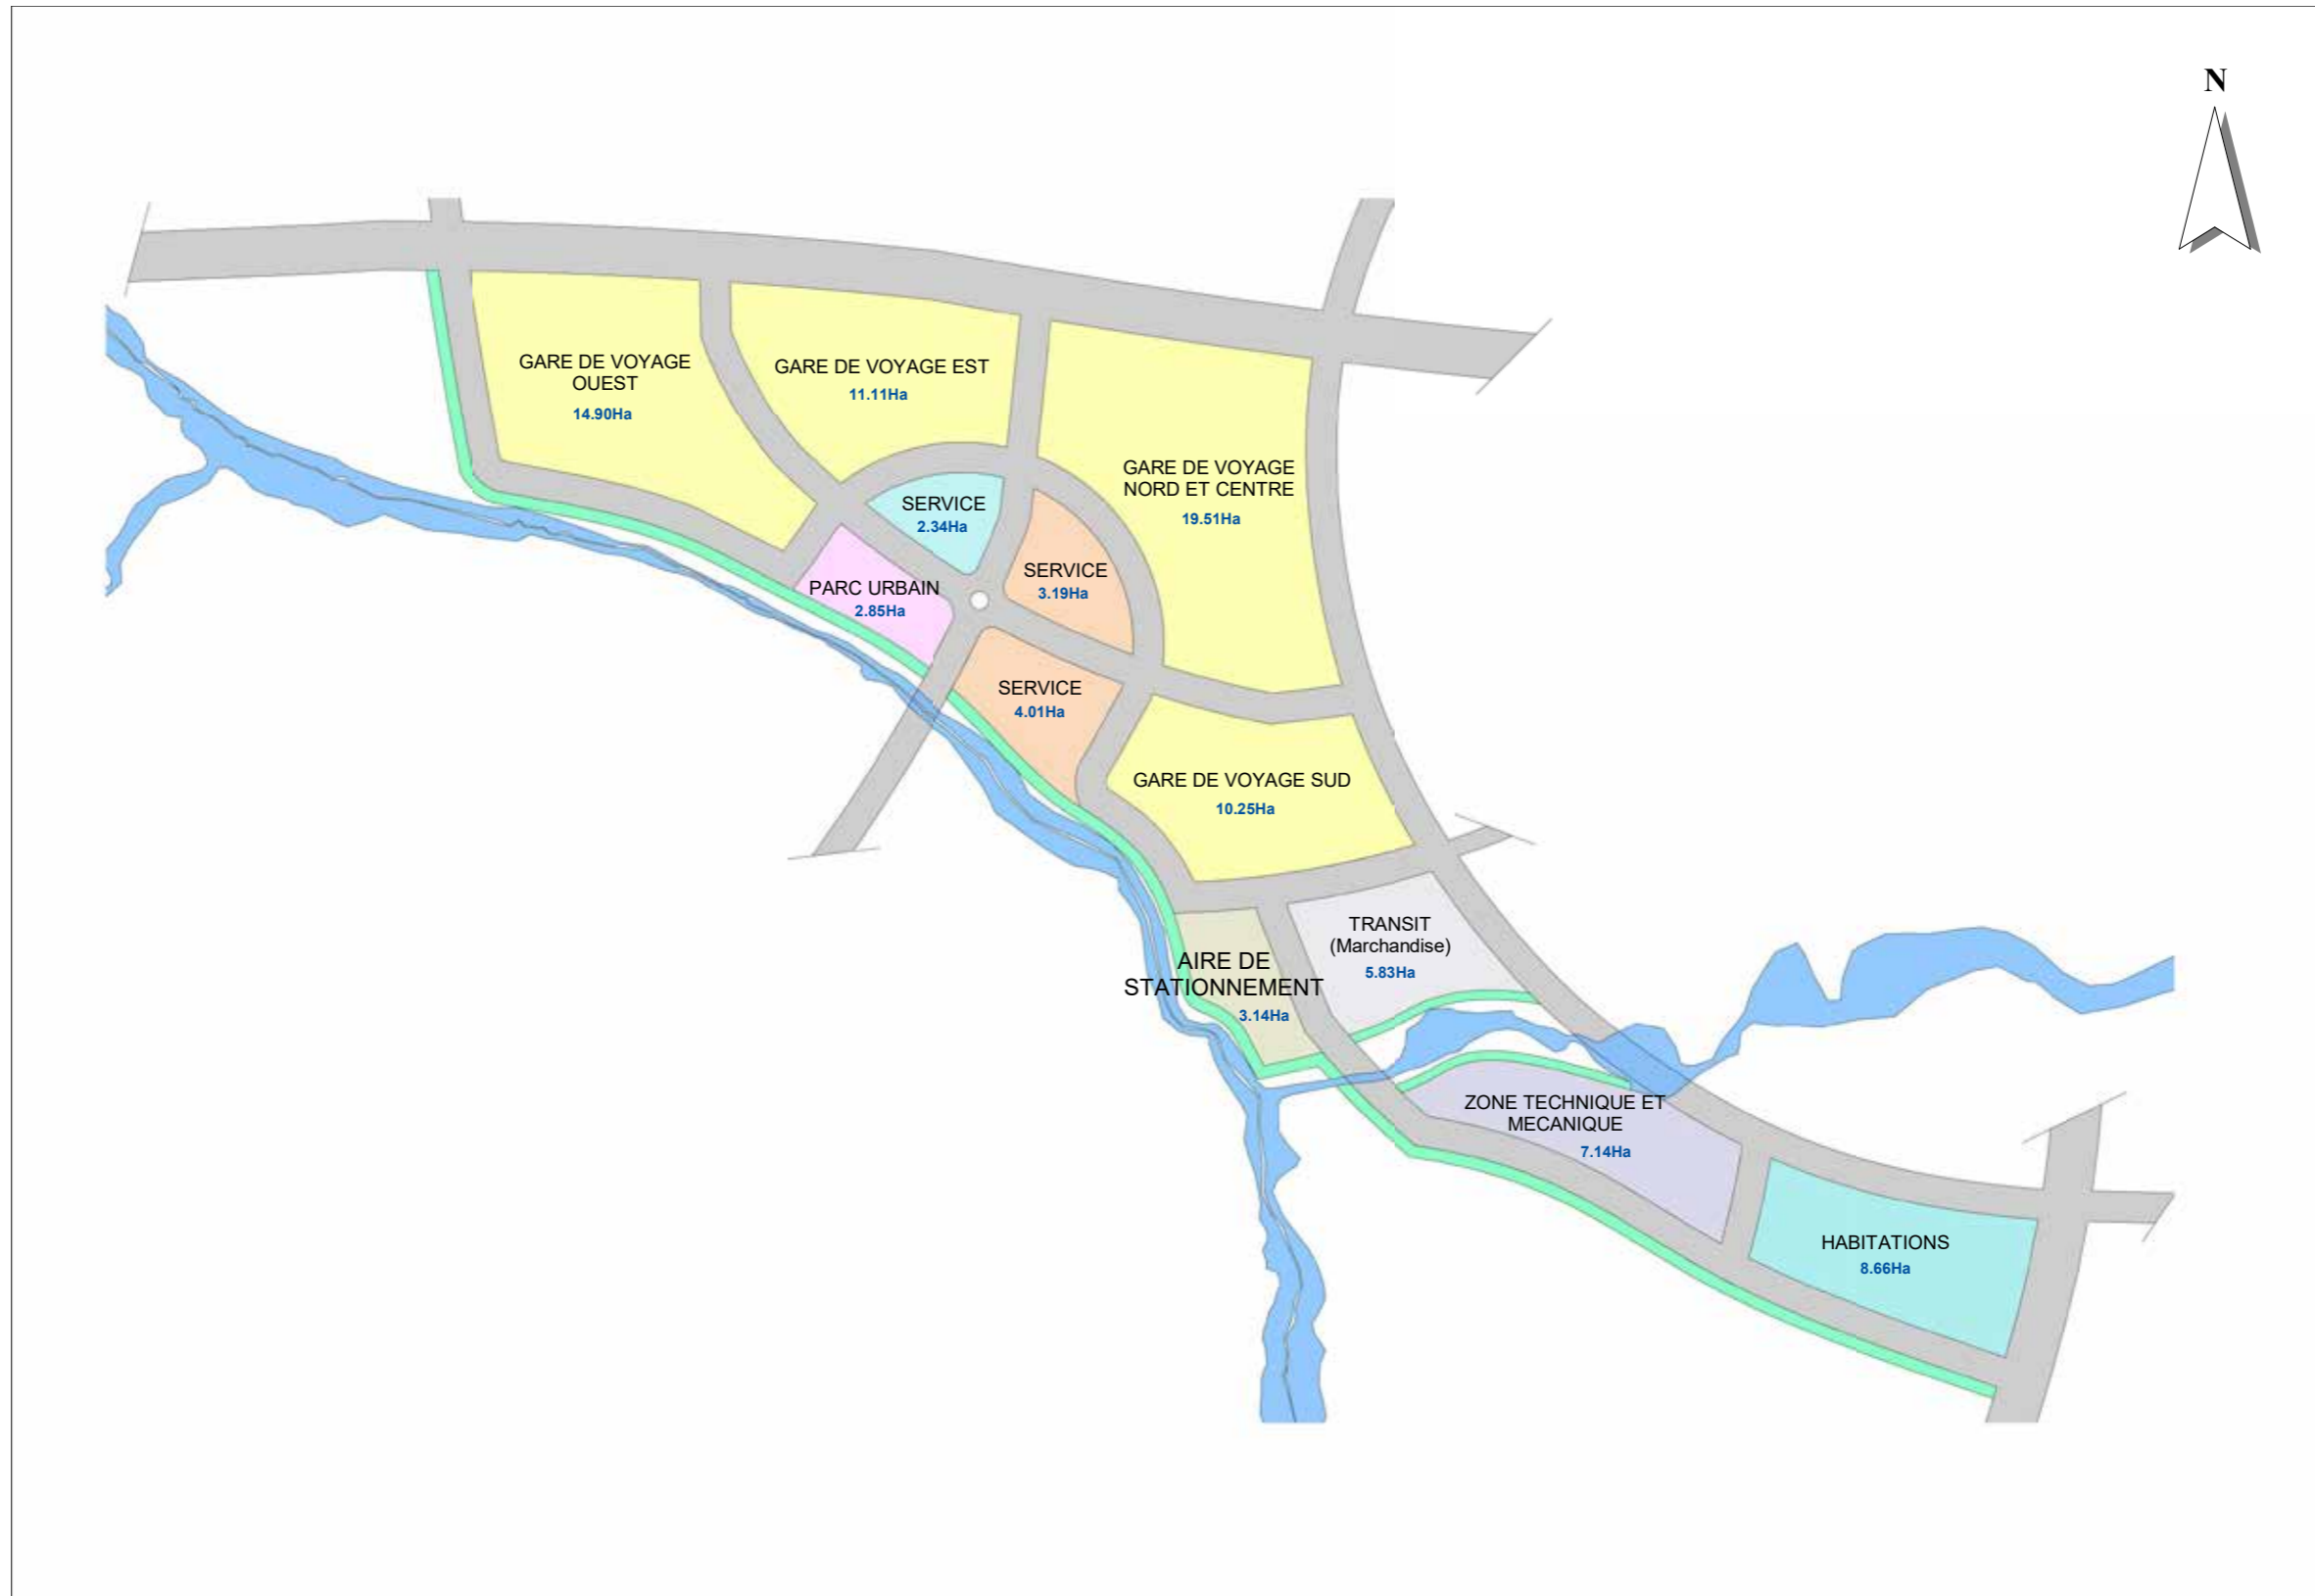 N
GARE DE VOYAGE
OUEST
14.90Ha
GARE DE VOYAGE EST
11.11Ha
GARE DE VOYAGE
NORD ET CENTRE
19.51Ha
SERVICE
2.34Ha
SERVICE
3.19Ha
PARC URBAIN
2.85Ha
SERVICE
4.01Ha
GARE DE VOYAGE SUD
10.25Ha
TRANSIT
(Marchandise)
5.83Ha
AIRE DE
STATIONNEMENT
3.14Ha
ZONE TECHNIQUE ET
MECANIQUE
7.14Ha
HABITATIONS
8.66Ha